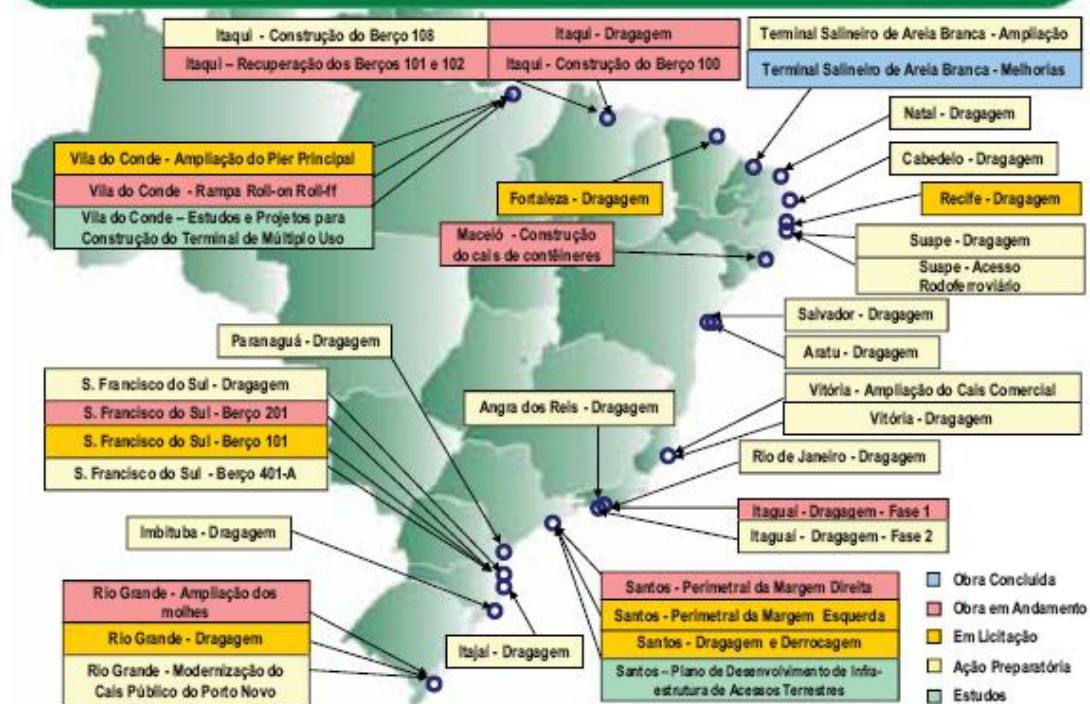 Itaqui - Construção do Berço 108
Itaqui – Recuperação dos Berços 101 e 102
Itaqui - Dragagem
Itaqui - Construção do Berço 100
Terminal Salineiro de Areia Branca - Ampliação
Terminal Salineiro de Areia Branca - Melhorias
Natal - Dragagem
Cabedelo - Dragagem
Recife - Dragagem
Suape - Dragagem
Suape - Acesso
Rodoferroviário
Vila do Conde - Ampliação do Pier Principal
Vila do Conde - Rampa Roll-on Roll-ff
Vila do Conde – Estudos e Projetos para
Construção do Terminal de Múltiplo Uso
Fortaleza - Dragagem
Maceió - Construção
do cais de contêineres
Salvador - Dragagem
Aratu - Dragagem
Paranaguá - Dragagem
S. Francisco do Sul - Dragagem
S. Francisco do Sul - Berço 201
S. Francisco do Sul - Berço 101
S. Francisco do Sul - Berço 401-A
Angra dos Reis - Dragagem
Vitória - Ampliação do Cais Comercial
Vitória - Dragagem
Rio de Janeiro - Dragagem
Itaguaí - Dragagem - Fase 1
Itaguaí - Dragagem - Fase 2
Imbituba - Dragagem
Rio Grande - Ampliação dos
molhes
Rio Grande - Dragagem
Rio Grande - Modernização do
Cais Público do Porto Novo
Itajaí - Dragagem
Santos - Perimetral da Margem Direita
Santos - Perimetral da Margem Esquerda
Santos - Dragagem e Derrocagem
Santos – Plano de Desenvolvimento de Infra-
estrutura de Acessos Terrestres
Obra Concluída
Obra em Andamento
Em Licitação
Ação Preparatória
Estudos